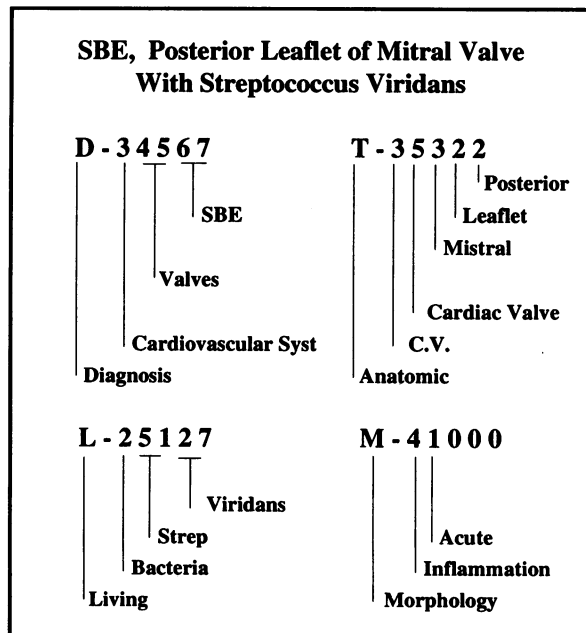 SBE, Posterior Leaflet of Mitral Valve
With Streptococcus Viridans
D - 3 4 5 6 7
SBE
Valves
Cardiovascular Syst
Diagnosis
T - 3 5 3 2 2
Posterior
Leaflet
Mistral
Cardiac Valve
C.V.
Anatomic
L - 2 5 1 2 7
Viridans
Strep
Bacteria
Living
M - 4 1 0 0 0
Acute
Inflammation
Morphology